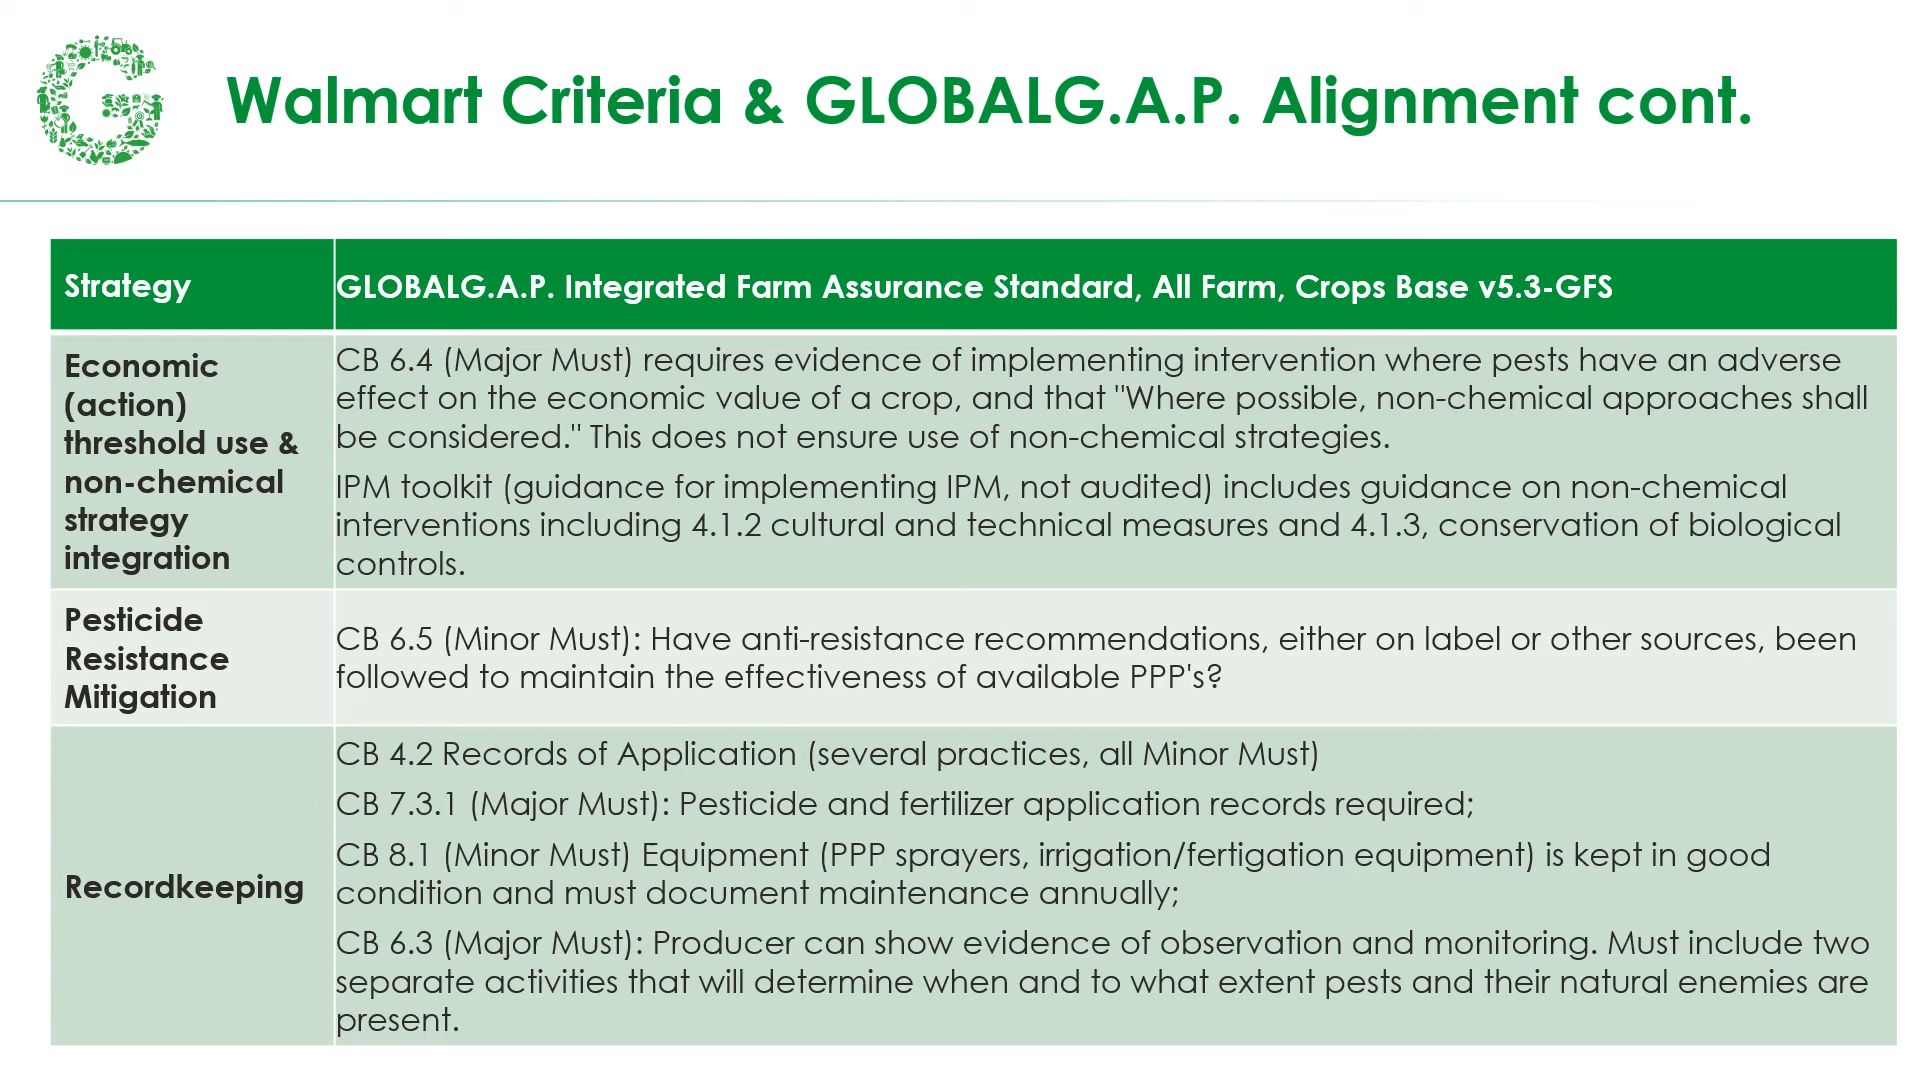 Walmart Criteria & GLOBALG.A.P. Alignment cont.
Strategy
GLOBALG.A.P. Integrated Farm Assurance Standard, All Farm, Crops Base v5.3-GFS
Economic
(action)
threshold use &
non-chemical
strategy
integration
CB 6.4 (Major Must) requires evidence of implementing intervention where pests have an adverse
effect on the economic value of a crop, and that "Where possible, non-chemical approaches shall
be considered." This does not ensure use of non-chemical strategies.
IPM toolkit (guidance for implementing IPM, not audited) includes guidance on non-chemical
interventions including 4.1.2 cultural and technical measures and 4.1.3, conservation of biological
controls.
Pesticide
Resistance
Mitigation
CB 6.5 (Minor Must): Have anti-resistance recommendations, either on label or other sources, been
followed to maintain the effectiveness of available PPP's?
Recordkeeping
CB 4.2 Records of Application (several practices, all Minor Must)
CB 7.3.1 (Major Must): Pesticide and fertilizer application records required;
CB 8.1 (Minor Must) Equipment (PPP sprayers, irrigation/fertigation equipment) is kept in good
condition and must document maintenance annually;
CB 6.3 (Major Must): Producer can show evidence of observation and monitoring. Must include two
separate activities that will determine when and to what extent pests and their natural enemies are
present.